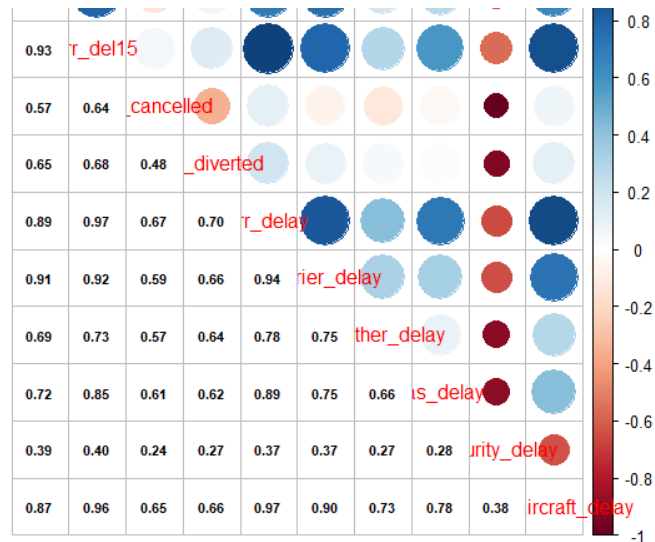 0.8
0.93 rr_del15
0.6
0.57 0.64 _cancelled
0.4
0.65 0.68 0.48 _diverted
0.2
0.89 0.97 0.67 0.70 rr_delay
0
0.91 0.92 0.59 0.66 0.94 rier_delay
-0.2
0.69 0.73 0.57 0.64 0.78 0.75 ther_delay
-0.4
0.72 0.85 0.61 0.62 0.89 0.75 0.66 as_delay
-0.6
0.39 0.40 0.24 0.27 0.37 0.37 0.27 0.28 urity_delay
-0.8
0.87 0.96 0.65 0.66 0.97 0.90 0.73 0.78 0.38 ircraft_delay
-1